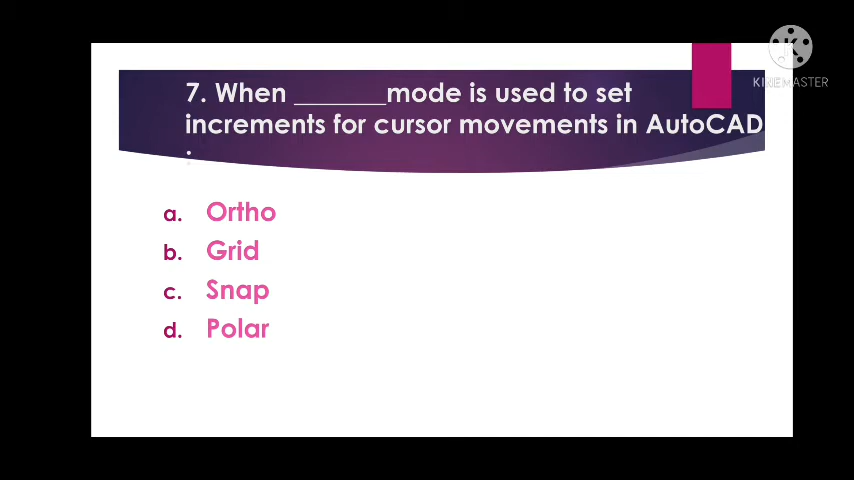 KINEMASTER
7. When _______mode is used to set
increments for cursor movements in AutoCAD
:
a. Ortho
b. Grid
c. Snap
d. Polar